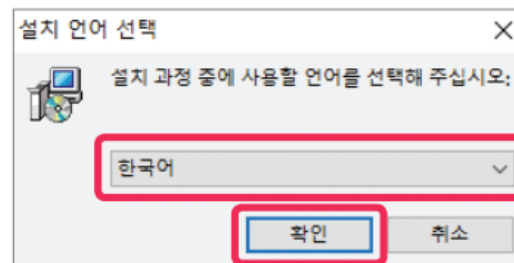 설치 언어 선택
설치 과정 중에 사용할 언어를 선택해 주십시오:
한국어
확인 취소